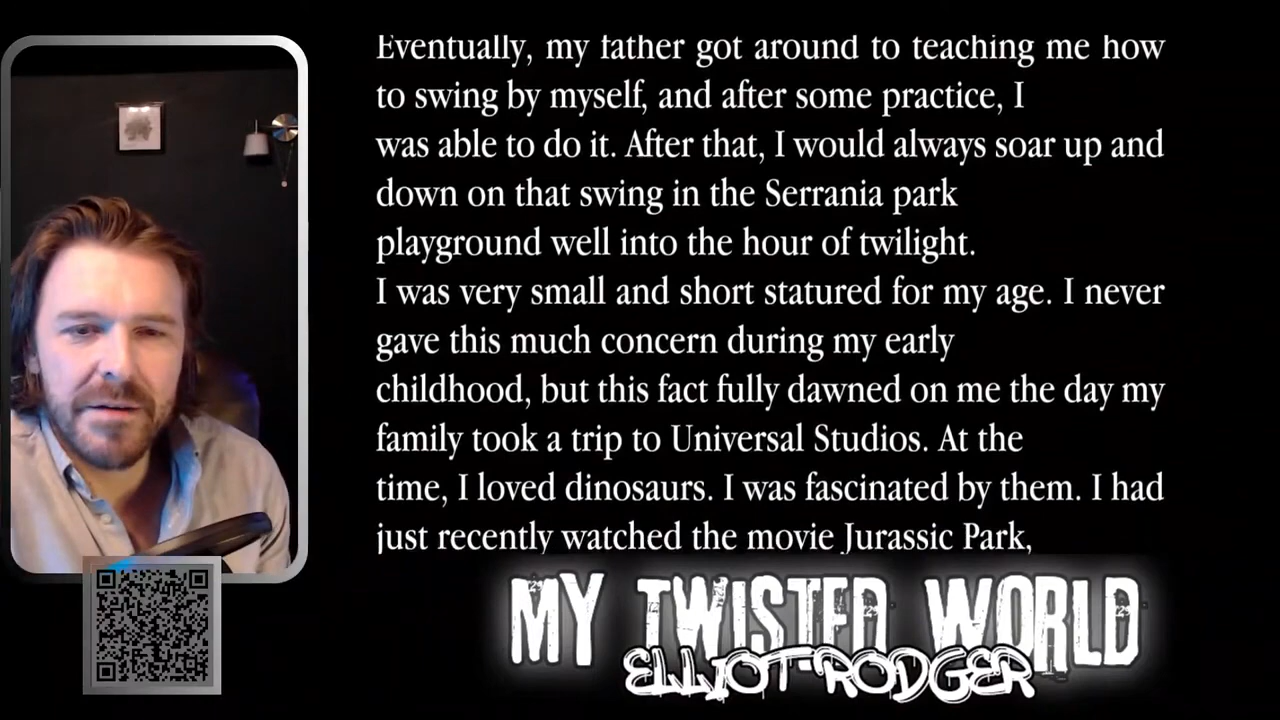 Eventually, my father got around to teaching me how
to swing by myself, and after some practice, I
was able to do it. After that, I would always soar up and
down on that swing in the Serrania park
playground well into the hour of twilight.
I was very small and short statured for my age. I never
gave this much concern during my early
childhood, but this fact fully dawned on me the day my
family took a trip to Universal Studios. At the
time, I loved dinosaurs. I was fascinated by them. I had
just recently watched the movie Jurassic Park,
MY TWISTED WORLD
ELLIOT RODGER